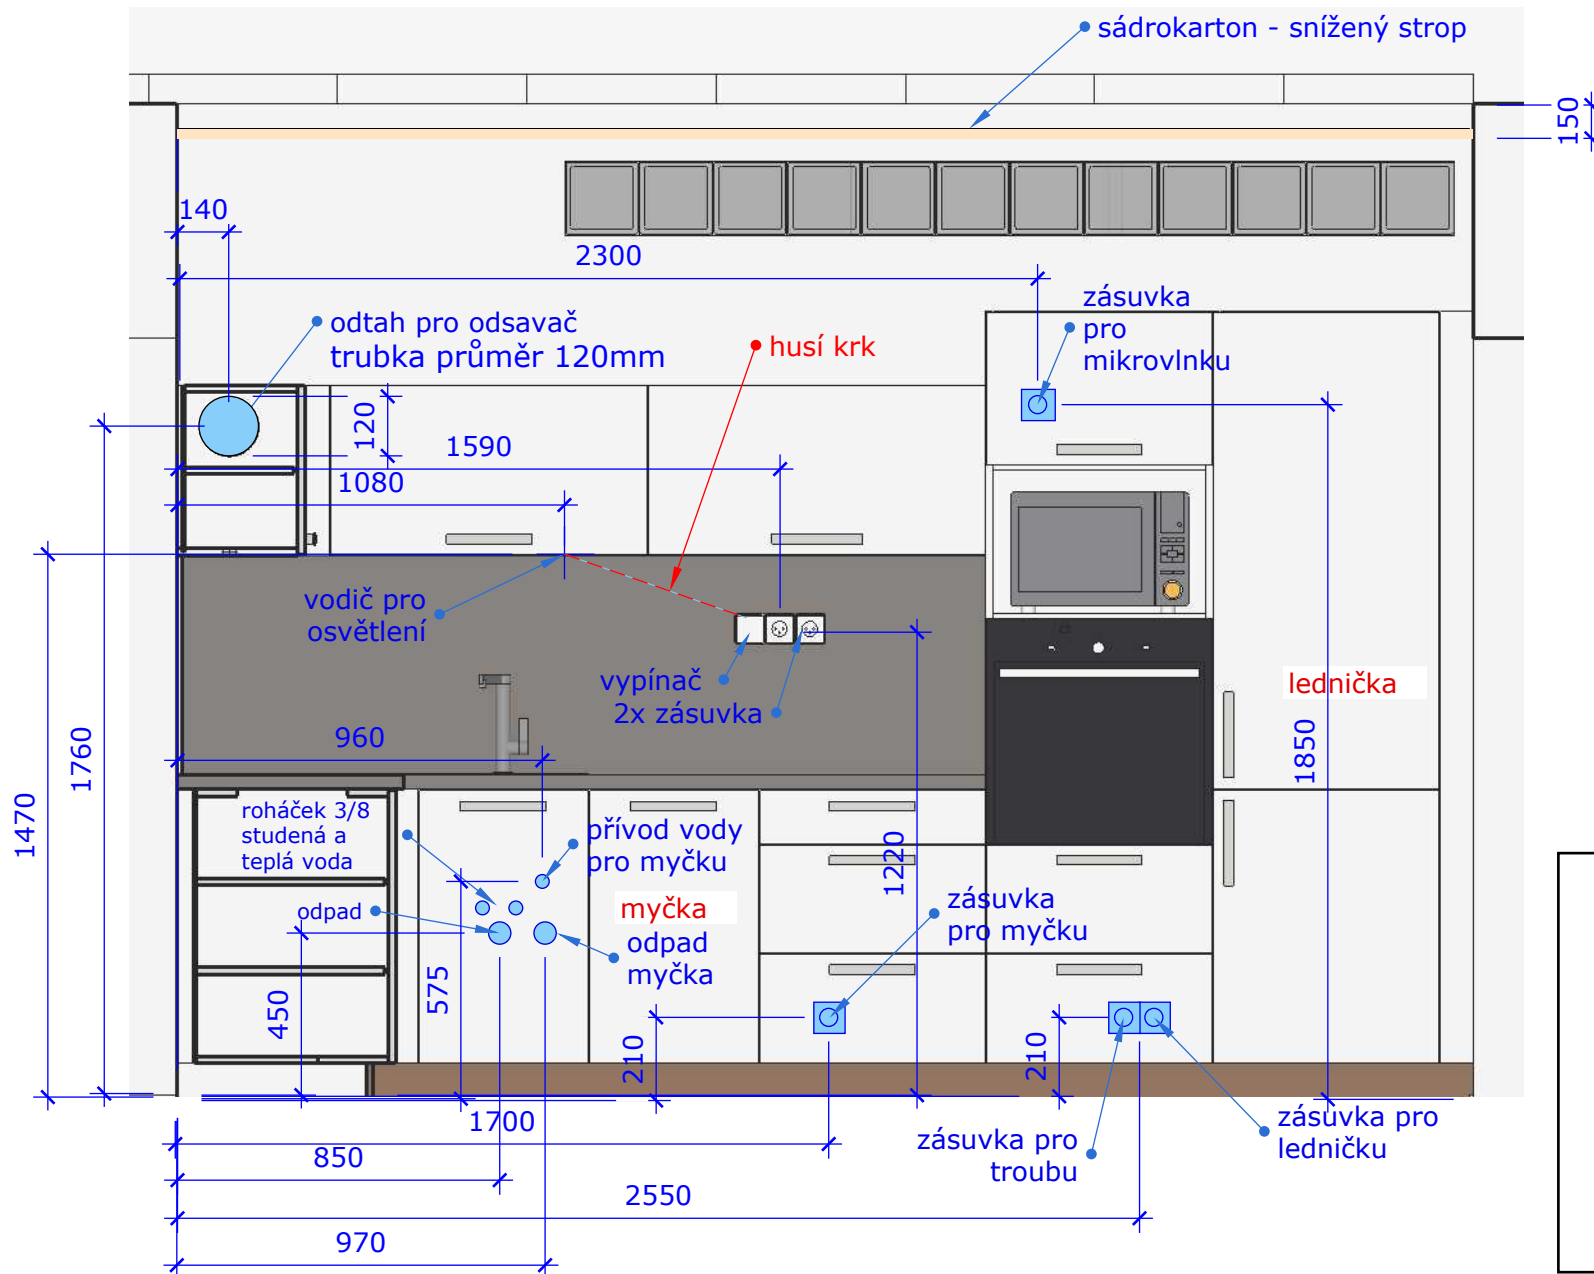 sádrokarton - snížený strop
150
140
2300
zásuvka
pro
mikrovlnku
odtah pro odsavač
trubka průměr 120mm
husí krk
120
1590
1080
vodič pro
osvětlení
vypínač
2x zásuvka
lednička
960
1760
1850
1470
roháček 3/8
studená a
teplá voda
přívod vody
pro myčku
1220
odpad
myčka
odpad
myčka
zásuvka
pro myčku
575
450
210
210
1700
zásuvka pro
troubu
zásuvka pro
ledničku
850
2550
970